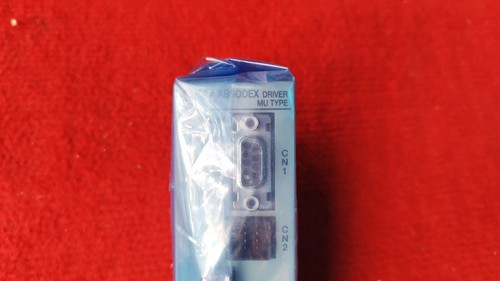 DRIVER
MU TYPE
CN1
CN2